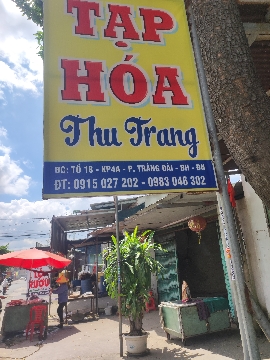 TẠP
HÓA
Thu Trang
ĐC: TỔ 18 - KP4A - P. TRẢNG DÀI - BH - ĐN
ĐT: 0915 027 202 - 0983 046 302
RƯỢU